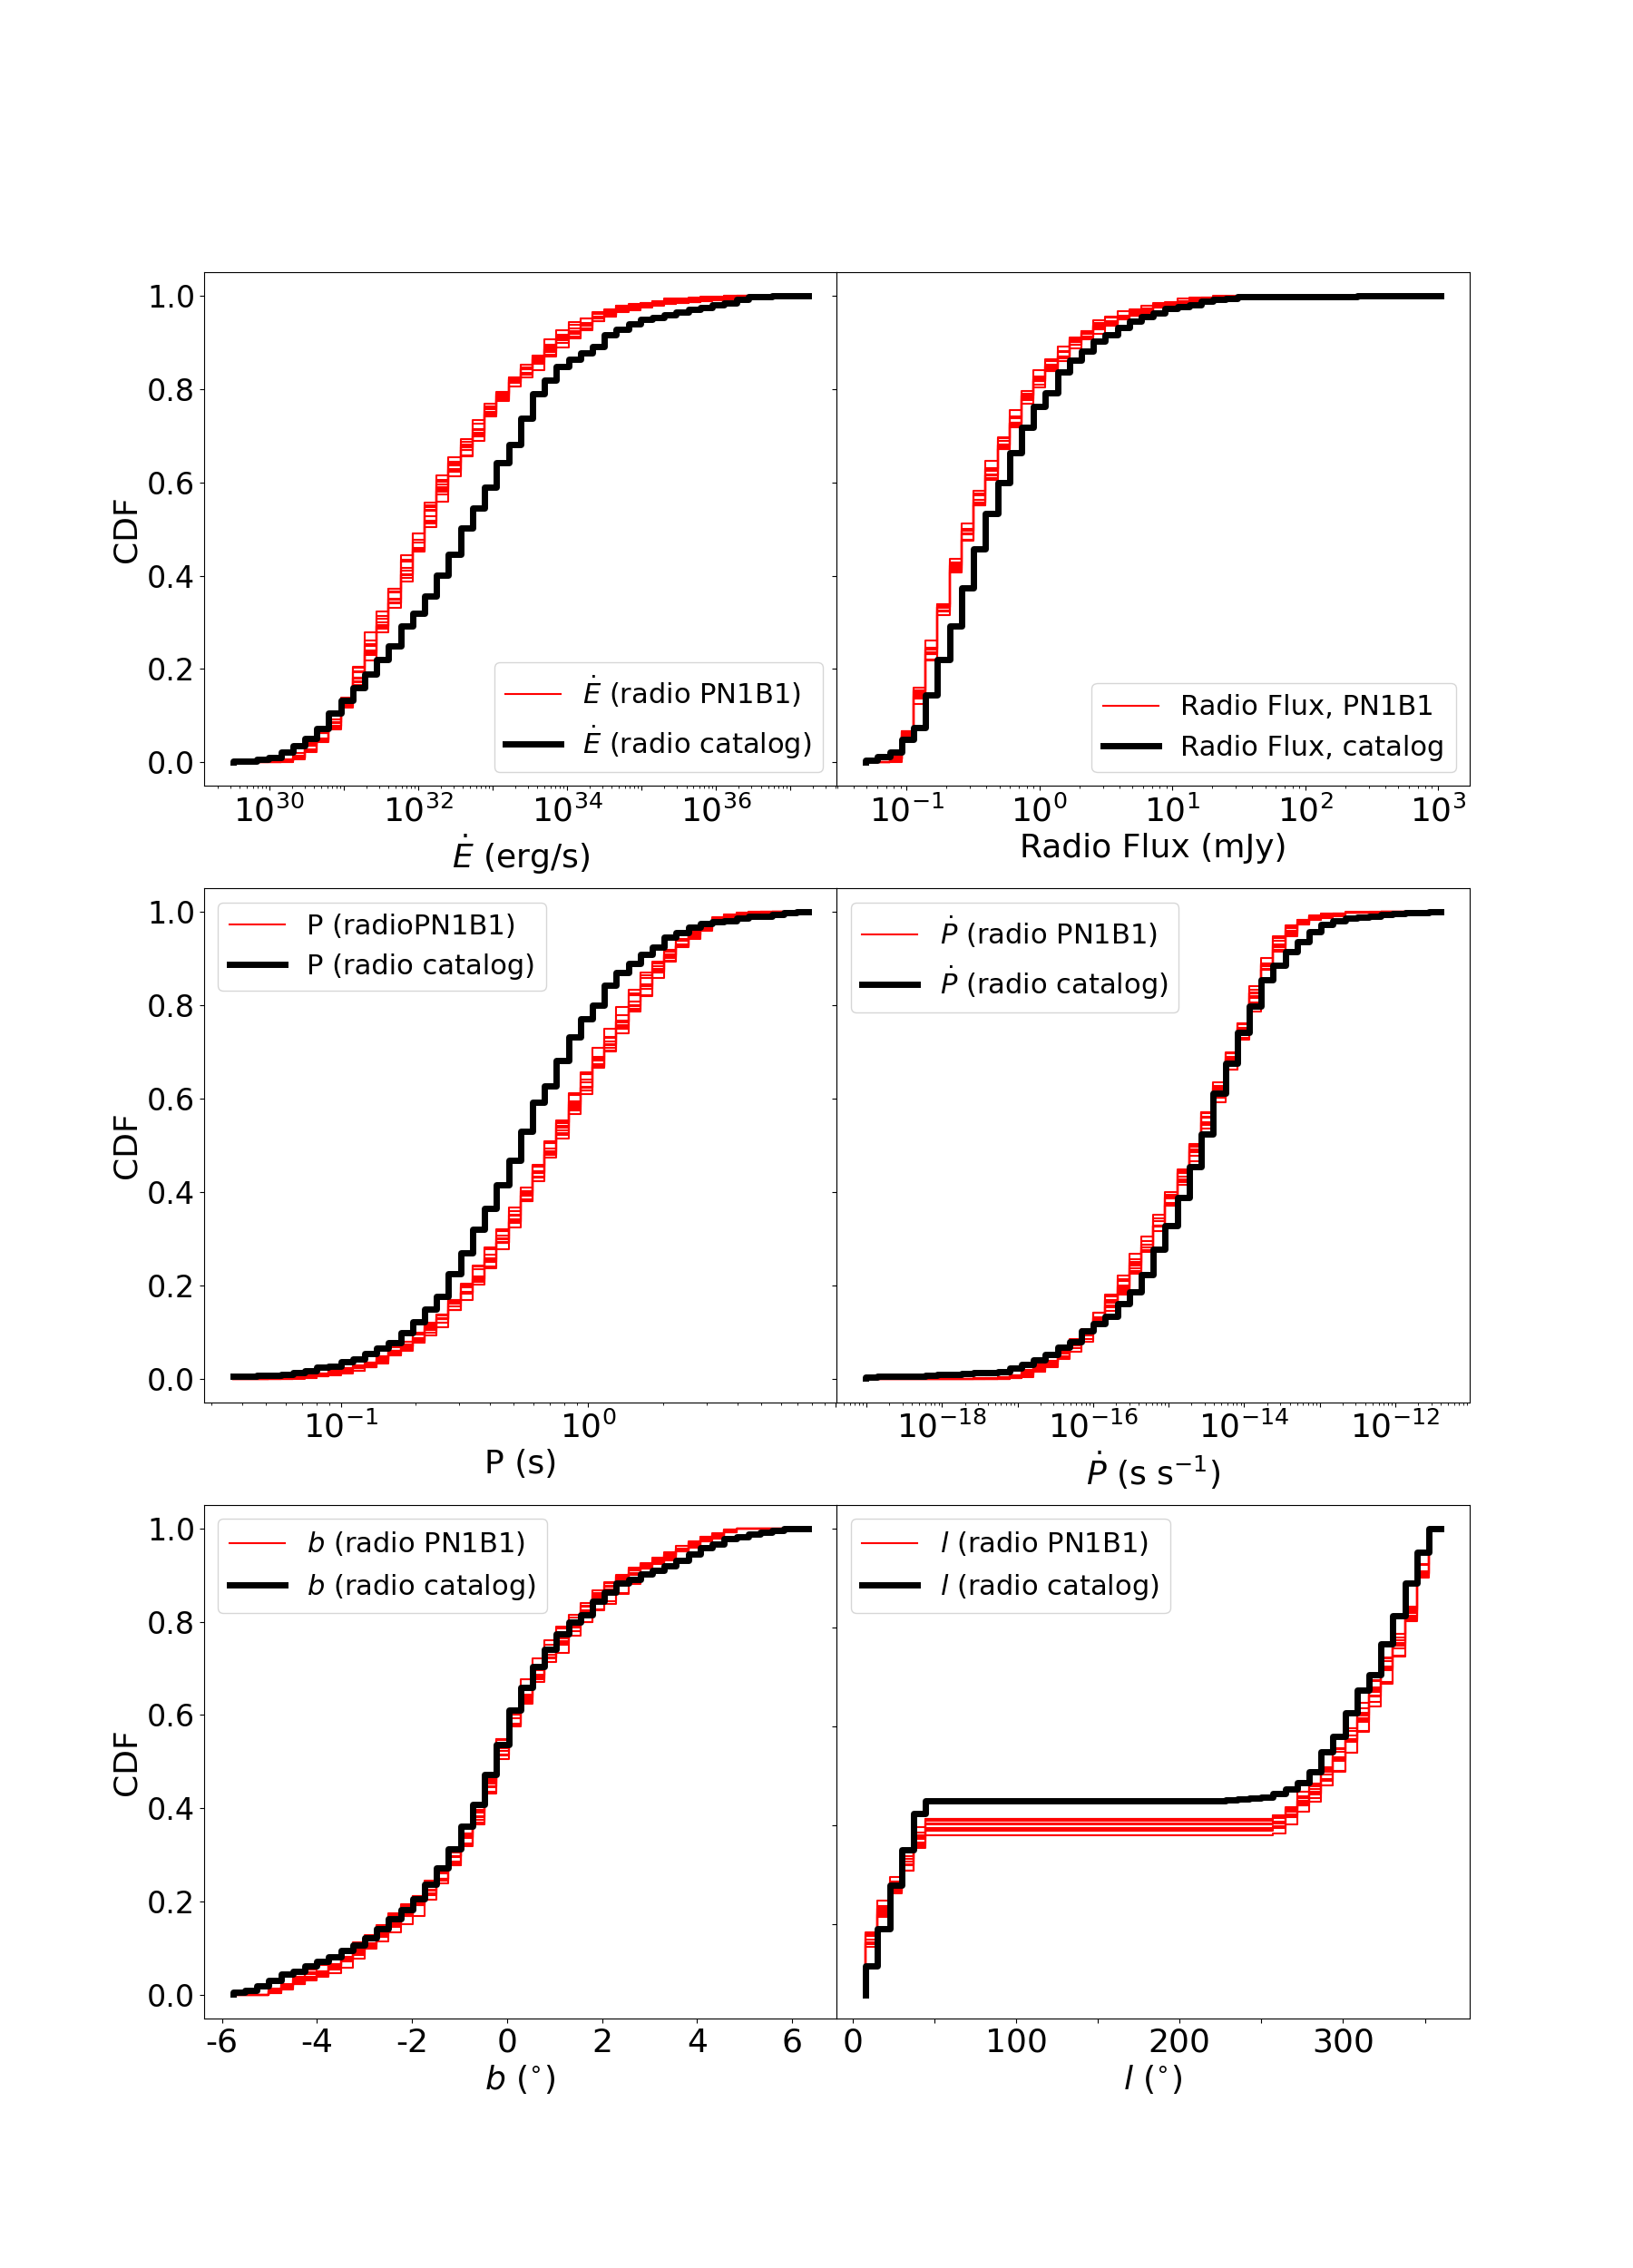 1.0
0.8
0.6
0.4
0.2
0.0
CDF
Ė (radio PN1B1)
Ė (radio catalog)
10^30 10^32 10^34 10^36
Ė (erg/s)
Radio Flux, PN1B1
Radio Flux, catalog
10^−1 10^0 10^1 10^2 10^3
Radio Flux (mJy)
1.0
0.8
0.6
0.4
0.2
0.0
CDF
P (radioPN1B1)
P (radio catalog)
10^−1 10^0
P (s)
Ṗ (radio PN1B1)
Ṗ (radio catalog)
10^−18 10^−16 10^−14 10^−12
Ṗ (s s^−1)
1.0
0.8
0.6
0.4
0.2
0.0
CDF
b (radio PN1B1)
b (radio catalog)
-6 -4 -2 0 2 4 6
b (°)
l (radio PN1B1)
l (radio catalog)
0 100 200 300
l (°)